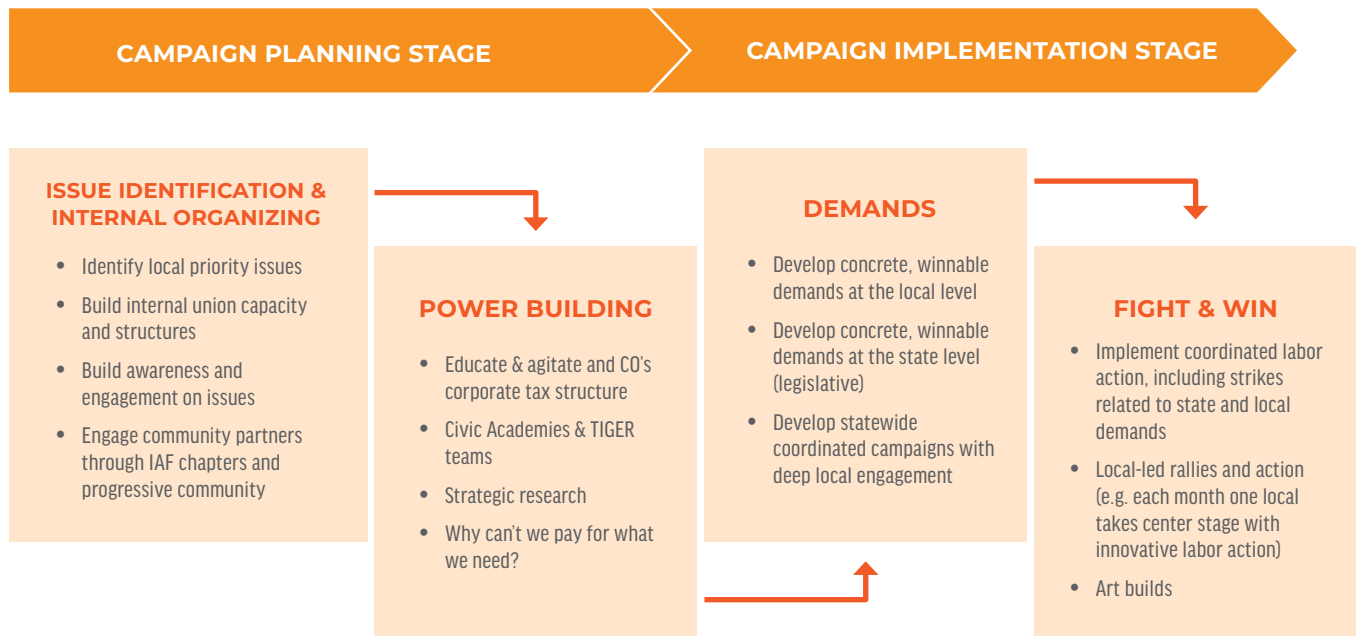 CAMPAIGN PLANNING STAGE
CAMPAIGN IMPLEMENTATION STAGE
ISSUE IDENTIFICATION &
INTERNAL ORGANIZING
• Identify local priority issues
• Build internal union capacity
and structures
• Build awareness and
engagement on issues
• Engage community partners
through IAF chapters and
progressive community
POWER BUILDING
• Educate & agitate and CO's
corporate tax structure
• Civic Academies & TIGER
teams
• Strategic research
• Why can't we pay for what
we need?
DEMANDS
• Develop concrete, winnable
demands at the local level
• Develop concrete, winnable
demands at the state level
(legislative)
• Develop statewide
coordinated campaigns with
deep local engagement
FIGHT & WIN
• Implement coordinated labor
action, including strikes
related to state and local
demands
• Local-led rallies and action
(e.g. each month one local
takes center stage with
innovative labor action)
• Art builds